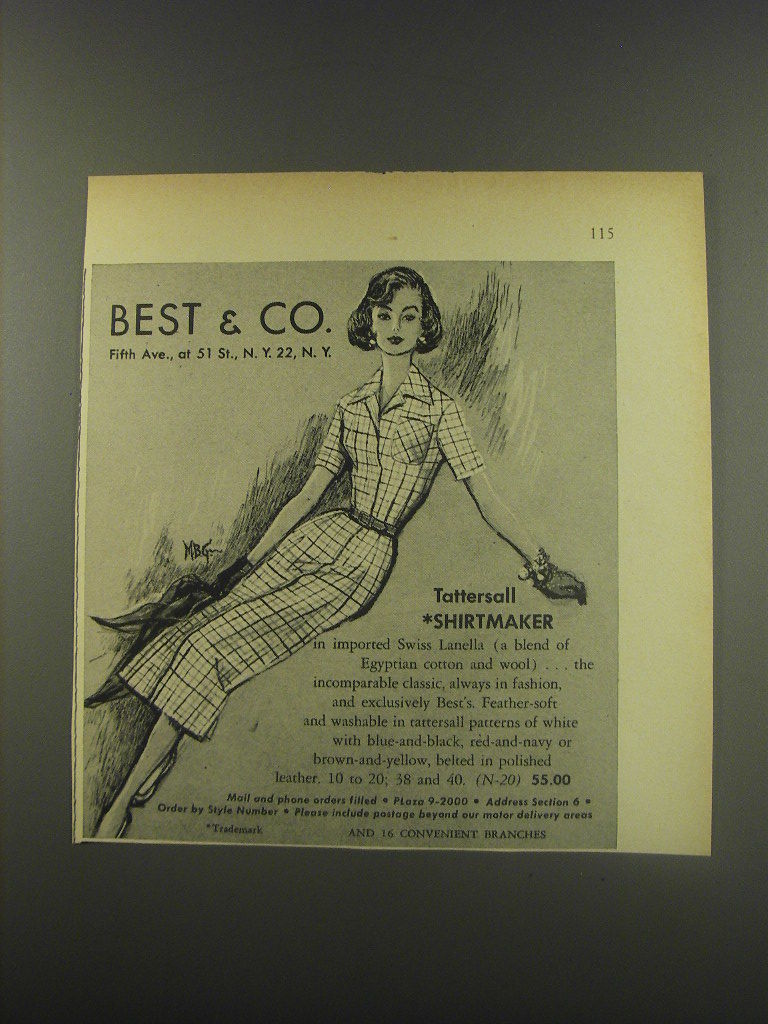 115
BEST & CO.
Fifth Ave., at 51 St., N. Y. 22, N. Y.
MBG
Tattersall
*SHIRTMAKER
in imported Swiss Lanella (a blend of
Egyptian cotton and wool) . . . the
incomparable classic, always in fashion,
and exclusively Best's. Feather-soft
and washable in tattersall patterns of white
with blue-and-black, red-and-navy or
brown-and-yellow, belted in polished
leather. 10 to 20; 38 and 40. (N-20) 55.00
Mail and phone orders filled • PLaza 9-2000 • Address Section 6 •
Order by Style Number • Please include postage beyond our motor delivery areas
*Trademark
AND 16 CONVENIENT BRANCHES